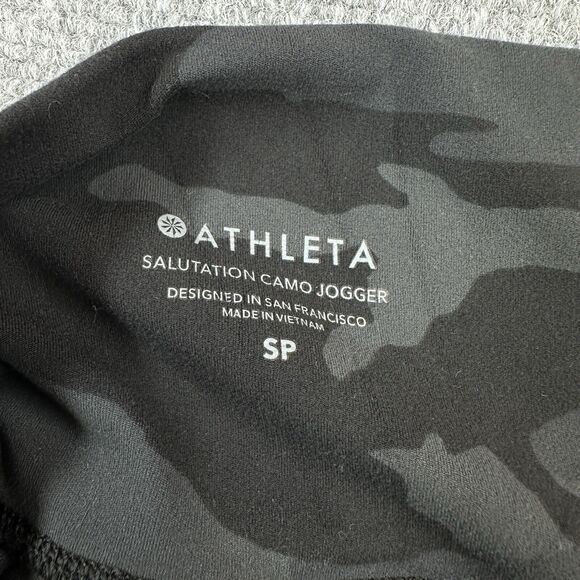 ATHLETA
SALUTATION CAMO JOGGER
DESIGNED IN SAN FRANCISCO
MADE IN VIETNAM
SP